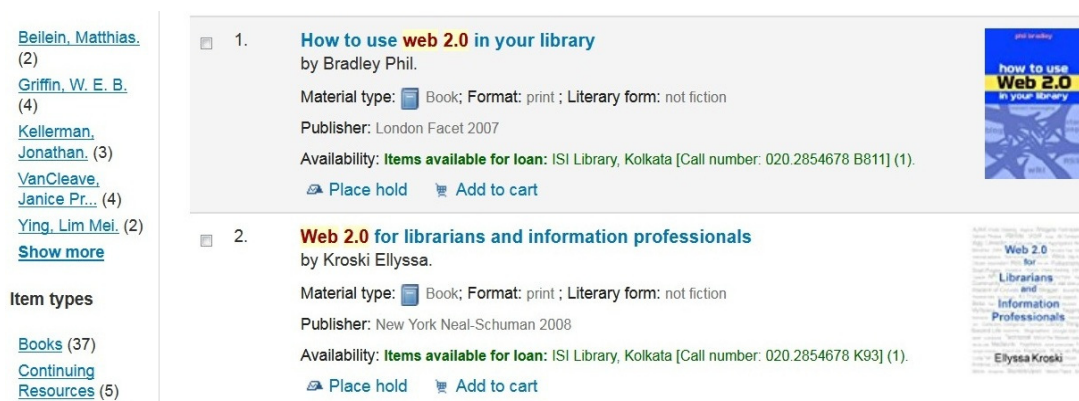 Beilein, Matthias.
(2)
Griffin, W. E. B.
(4)
Kellerman,
Jonathan. (3)
VanCleave,
Janice Pr... (4)
Ying, Lim Mei. (2)
Show more
Item types
Books (37)
Continuing
Resources (5)
1. How to use web 2.0 in your library
by Bradley Phil.
Material type: Book; Format: print ; Literary form: not fiction
Publisher: London Facet 2007
Availability: Items available for loan: ISI Library, Kolkata [Call number: 020.2854678 B811] (1).
Place hold Add to cart
phil bradley
how to use
Web 2.0
in your library
wiki
2. Web 2.0 for librarians and information professionals
by Kroski Ellyssa.
Material type: Book; Format: print ; Literary form: not fiction
Publisher: New York Neal-Schuman 2008
Availability: Items available for loan: ISI Library, Kolkata [Call number: 020.2854678 K93] (1).
Place hold Add to cart
Web 2.0
for
Librarians
and
Information
Professionals
Ellyssa Kroski